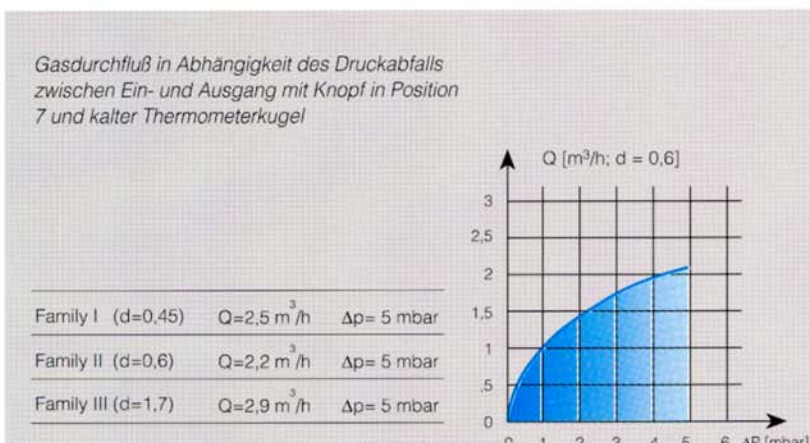 Gasdurchfluß in Abhängigkeit des Druckabfalls
zwischen Ein- und Ausgang mit Knopf in Position
7 und kalter Thermometerkugel
Family I (d=0,45) Q=2,5 m³/h Δp= 5 mbar
Family II (d=0,6) Q=2,2 m³/h Δp= 5 mbar
Family III (d=1,7) Q=2,9 m³/h Δp= 5 mbar
Q [m³/h; d = 0,6]
3
2,5
2
1,5
1
,5
0
0 1 2 3 4 5 6 ΔP [mbar]